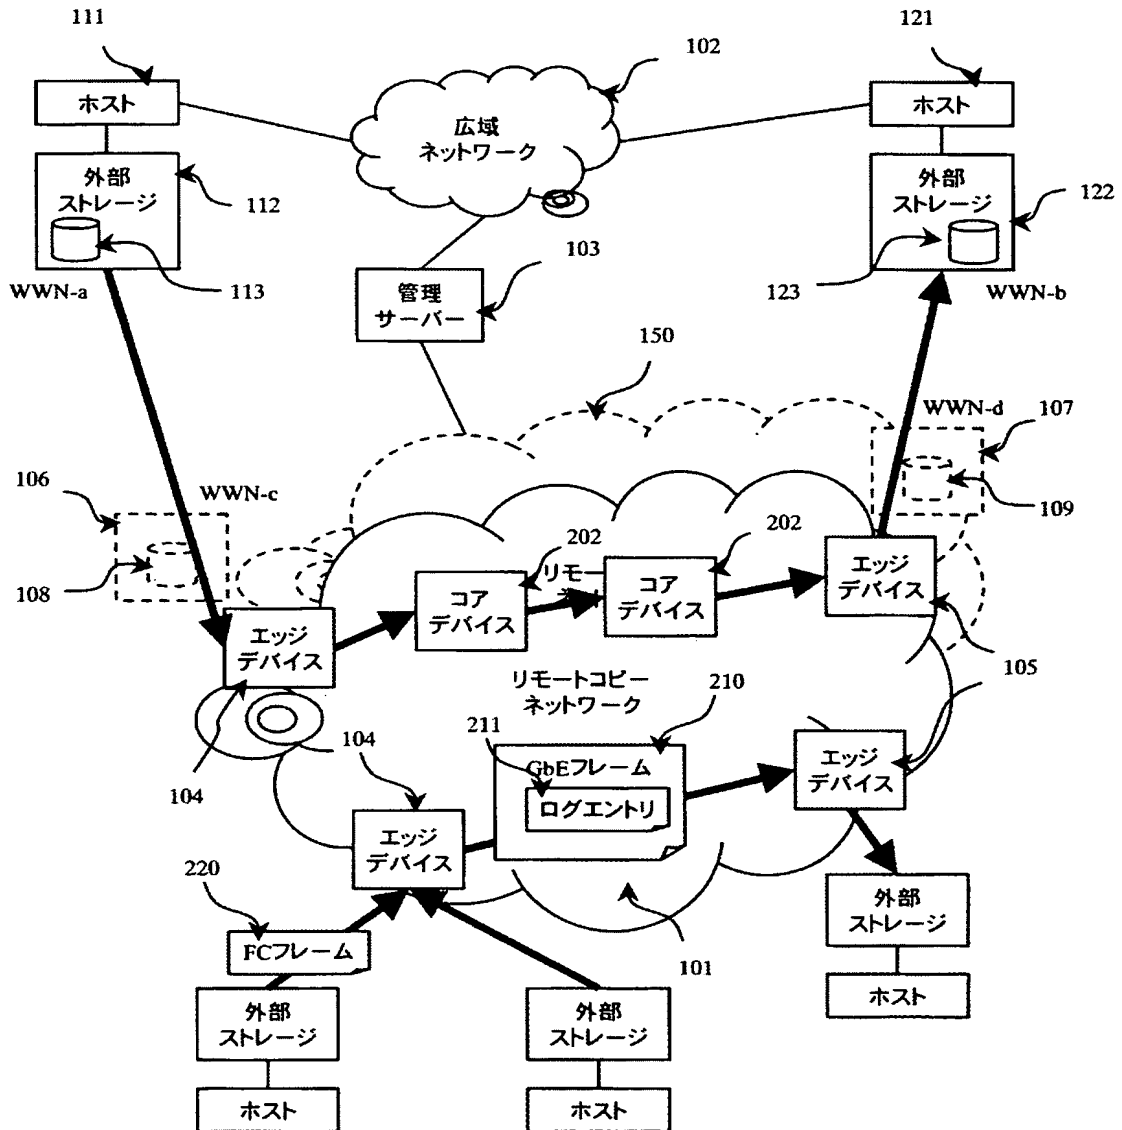 111
102
121
ホスト
広域
ネットワーク
ホスト
外部
ストレージ
112
外部
ストレージ
122
103
WWN-a
113
管理
サーバー
123
WWN-b
150
WWN-d
107
106
WWN-c
109
202
202
108
エッジ
デバイス
コア
デバイス
リモー
コア
デバイス
エッジ
デバイス
105
リモートコピー
ネットワーク
210
211
104
104
GbEフレーム
ログエントリ
エッジ
デバイス
エッジ
デバイス
220
FCフレーム
101
外部
ストレージ
ホスト
外部
ストレージ
外部
ストレージ
ホスト
ホスト